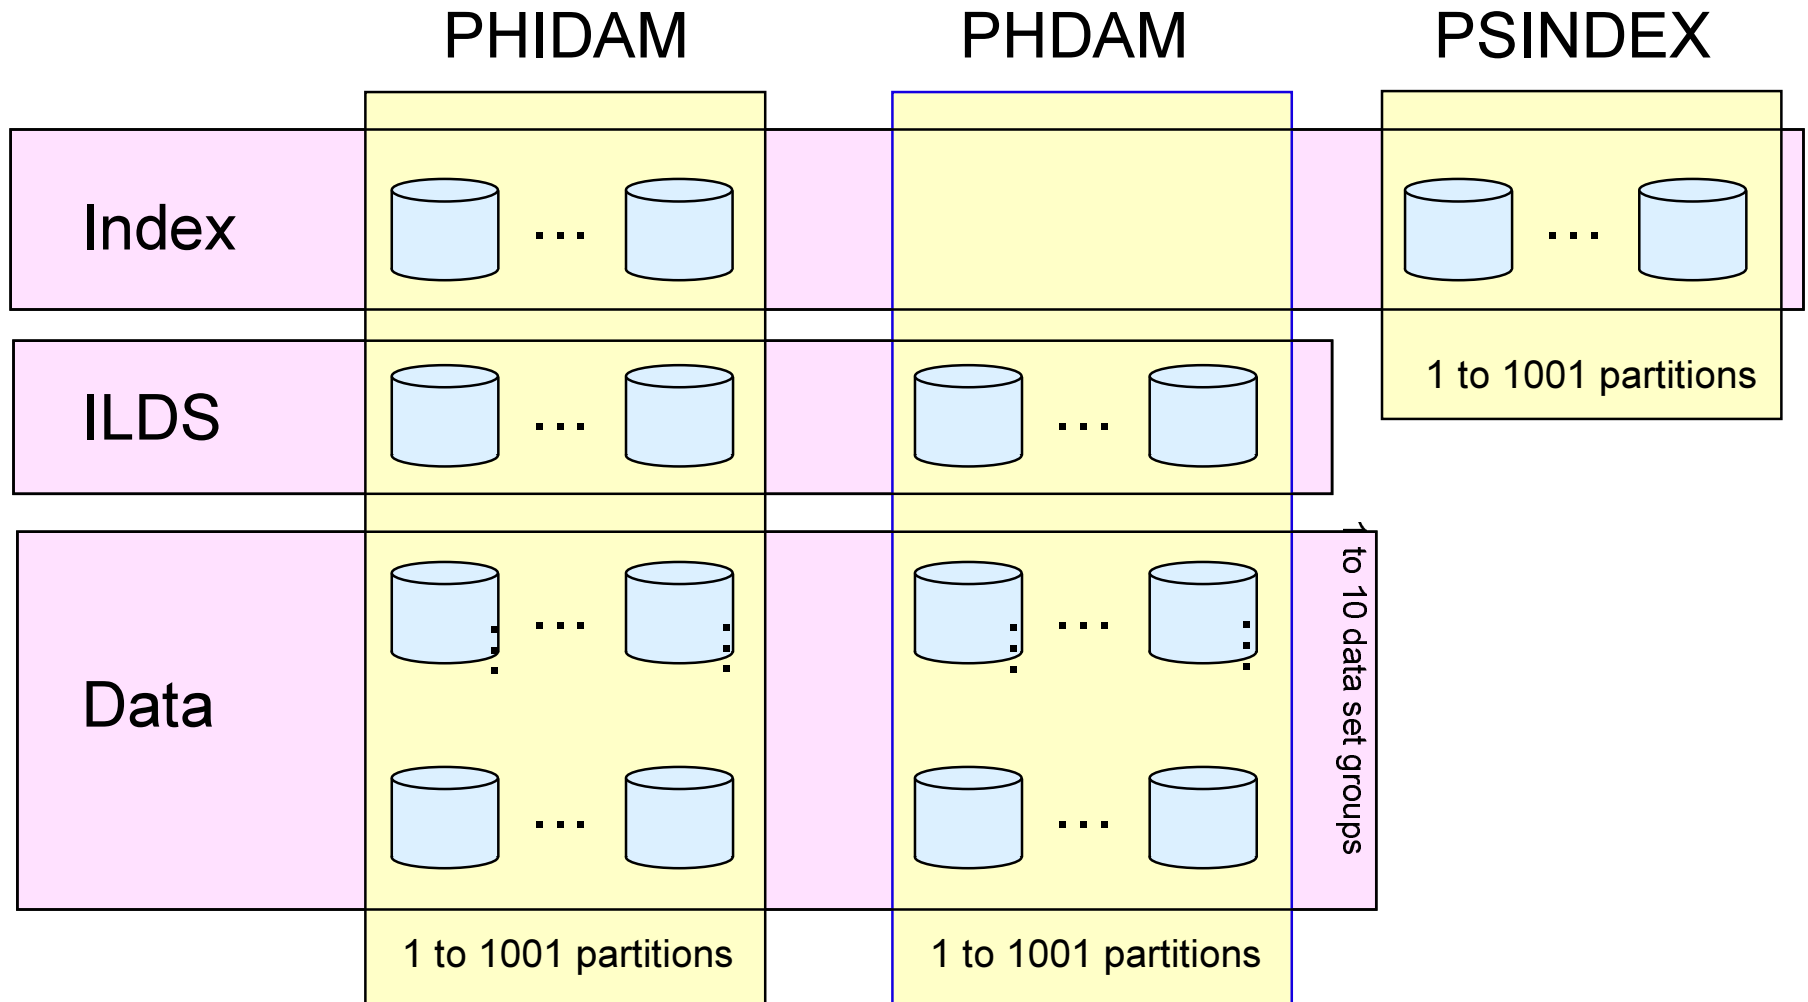 PHIDAM PHDAM PSINDEX
Index
1 to 1001 partitions
ILDS
1 to 10 data set groups
Data
1 to 1001 partitions 1 to 1001 partitions